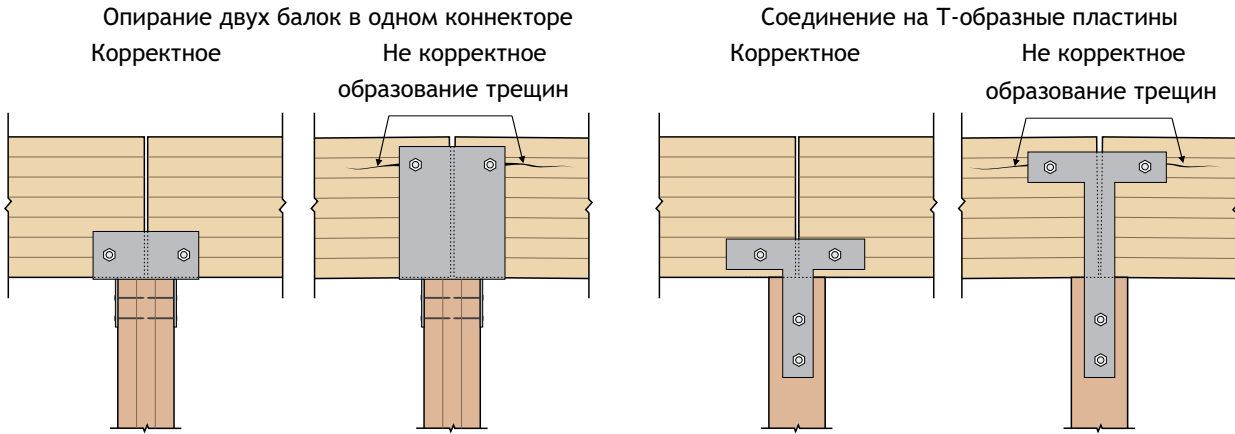 Опирание двух балок в одном коннекторе
Корректное
Не корректное
образование трещин
Соединение на Т-образные пластины
Корректное
Не корректное
образование трещин